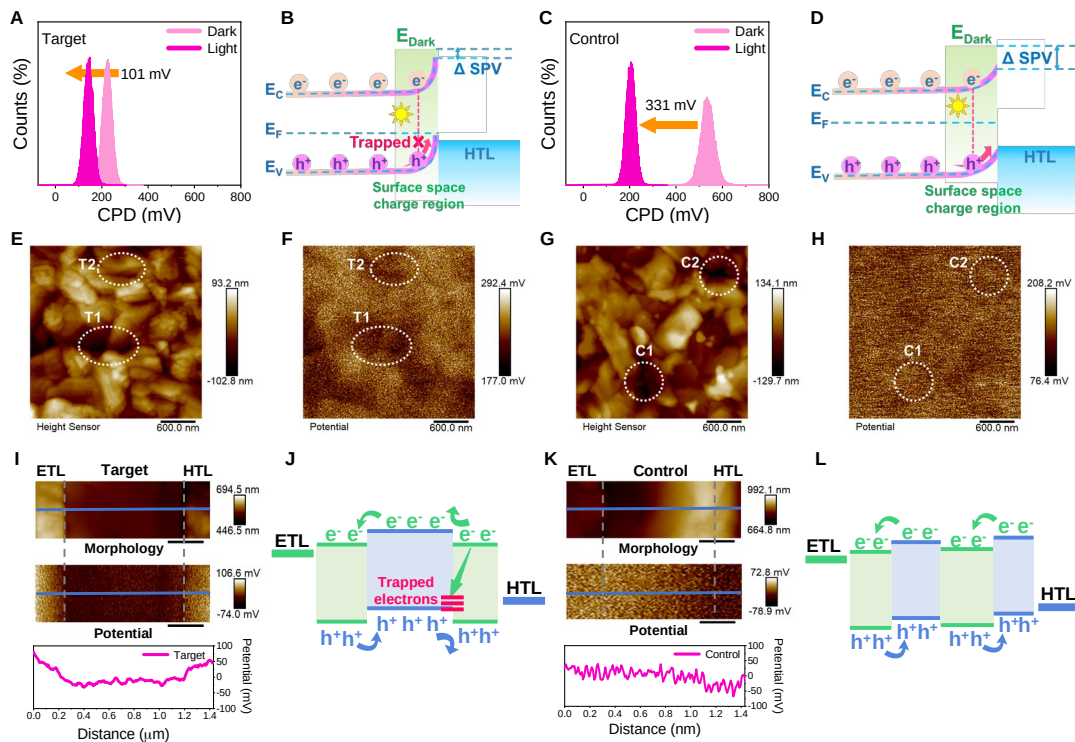 A
Target
Dark
Light
101 mV
Counts (%)
0 200 400 600 800
CPD (mV)
B
E_Dark
Δ SPV
e⁻ e⁻ e⁻ e⁻
E_C
E_F
Trapped
E_V
h⁺ h⁺ h⁺ h⁺
HTL
Surface space
charge region
C
Control
Dark
Light
331 mV
Counts (%)
0 200 400 600 800
CPD (mV)
D
E_Dark
Δ SPV
e⁻ e⁻ e⁻ e⁻
E_C
E_F
E_V
h⁺ h⁺ h⁺ h⁺
HTL
Surface space
charge region
E
T2
T1
93.2 nm
-102.8 nm
Height Sensor
600.0 nm
F
T2
T1
292.4 mV
177.0 mV
Potential
600.0 nm
G
C2
C1
134.1 nm
-129.7 nm
Height Sensor
600.0 nm
H
C2
C1
208.2 mV
76.4 mV
Potential
600.0 nm
I
ETL Target HTL
694.5 nm
446.5 nm
Morphology
106.6 mV
-74.0 mV
Potential
Target
100
50
0
-50
-100
Potential
(mV)
0.0 0.2 0.4 0.6 0.8 1.0 1.2 1.4
Distance (μm)
J
ETL
e⁻ e⁻ e⁻ e⁻ e⁻ e⁻ e⁻
Trapped
electrons
HTL
h⁺h⁺ h⁺ h⁺ h⁺ h⁺h⁺
K
ETL Control HTL
992.1 nm
664.8 nm
Morphology
72.8 mV
-78.9 mV
Potential
Control
100
50
0
-50
-100
Potential
(mV)
0.0 0.2 0.4 0.6 0.8 1.0 1.2 1.4
Distance (nm)
L
ETL
e⁻e⁻ e⁻ e⁻ e⁻ e⁻ e⁻ e⁻
HTL
h⁺h⁺ h⁺h⁺ h⁺h⁺ h⁺h⁺